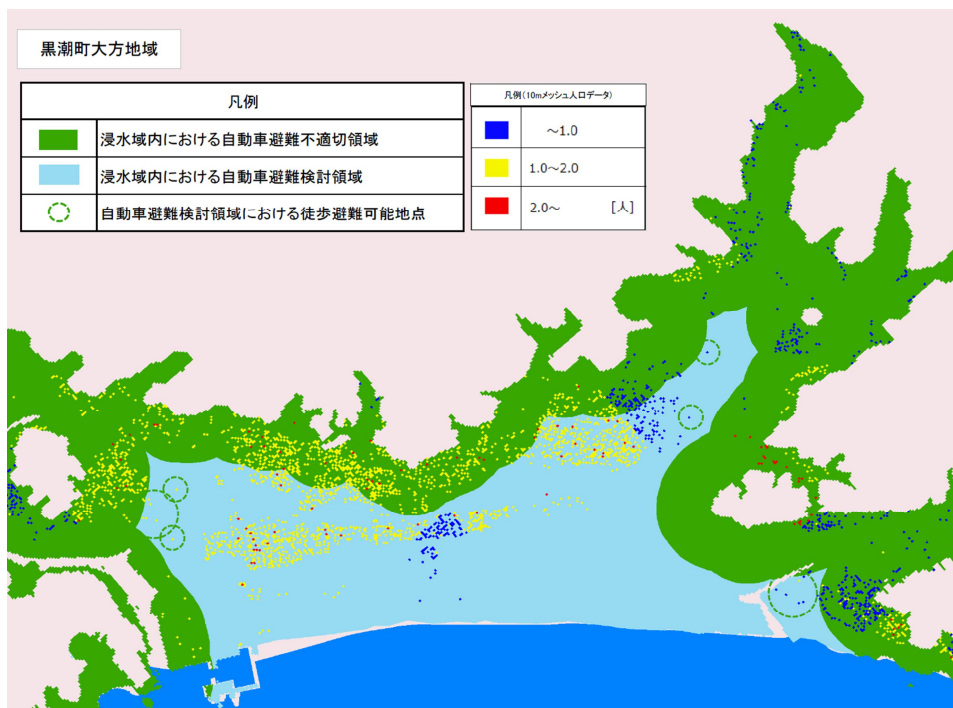 黒潮町大方地域
凡例
浸水域内における自動車避難不適切領域
浸水域内における自動車避難検討領域
自動車避難検討領域における徒歩避難可能地点
凡例(10mメッシュ人口データ)
～1.0
1.0～2.0
2.0～ [人]